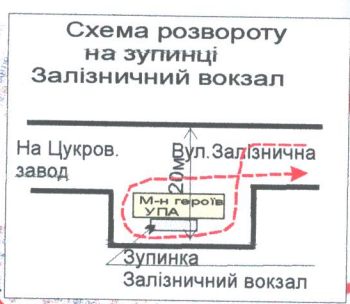 Схема розвороту
на зупинці
Залізничний вокзал
На Цукров.
завод
Вул.Залізнична
20м
М-н героїв
УПА
Зупинка
Залізничний вокзал